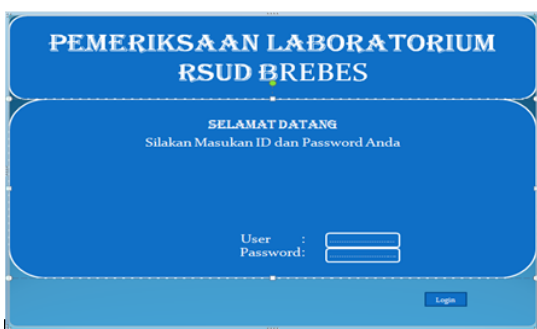 PEMERIKSAAN LABORATORIUM
RSUD BREBES
SELAMAT DATANG
Silakan Masukan ID dan Password Anda
User :
Password:
Login